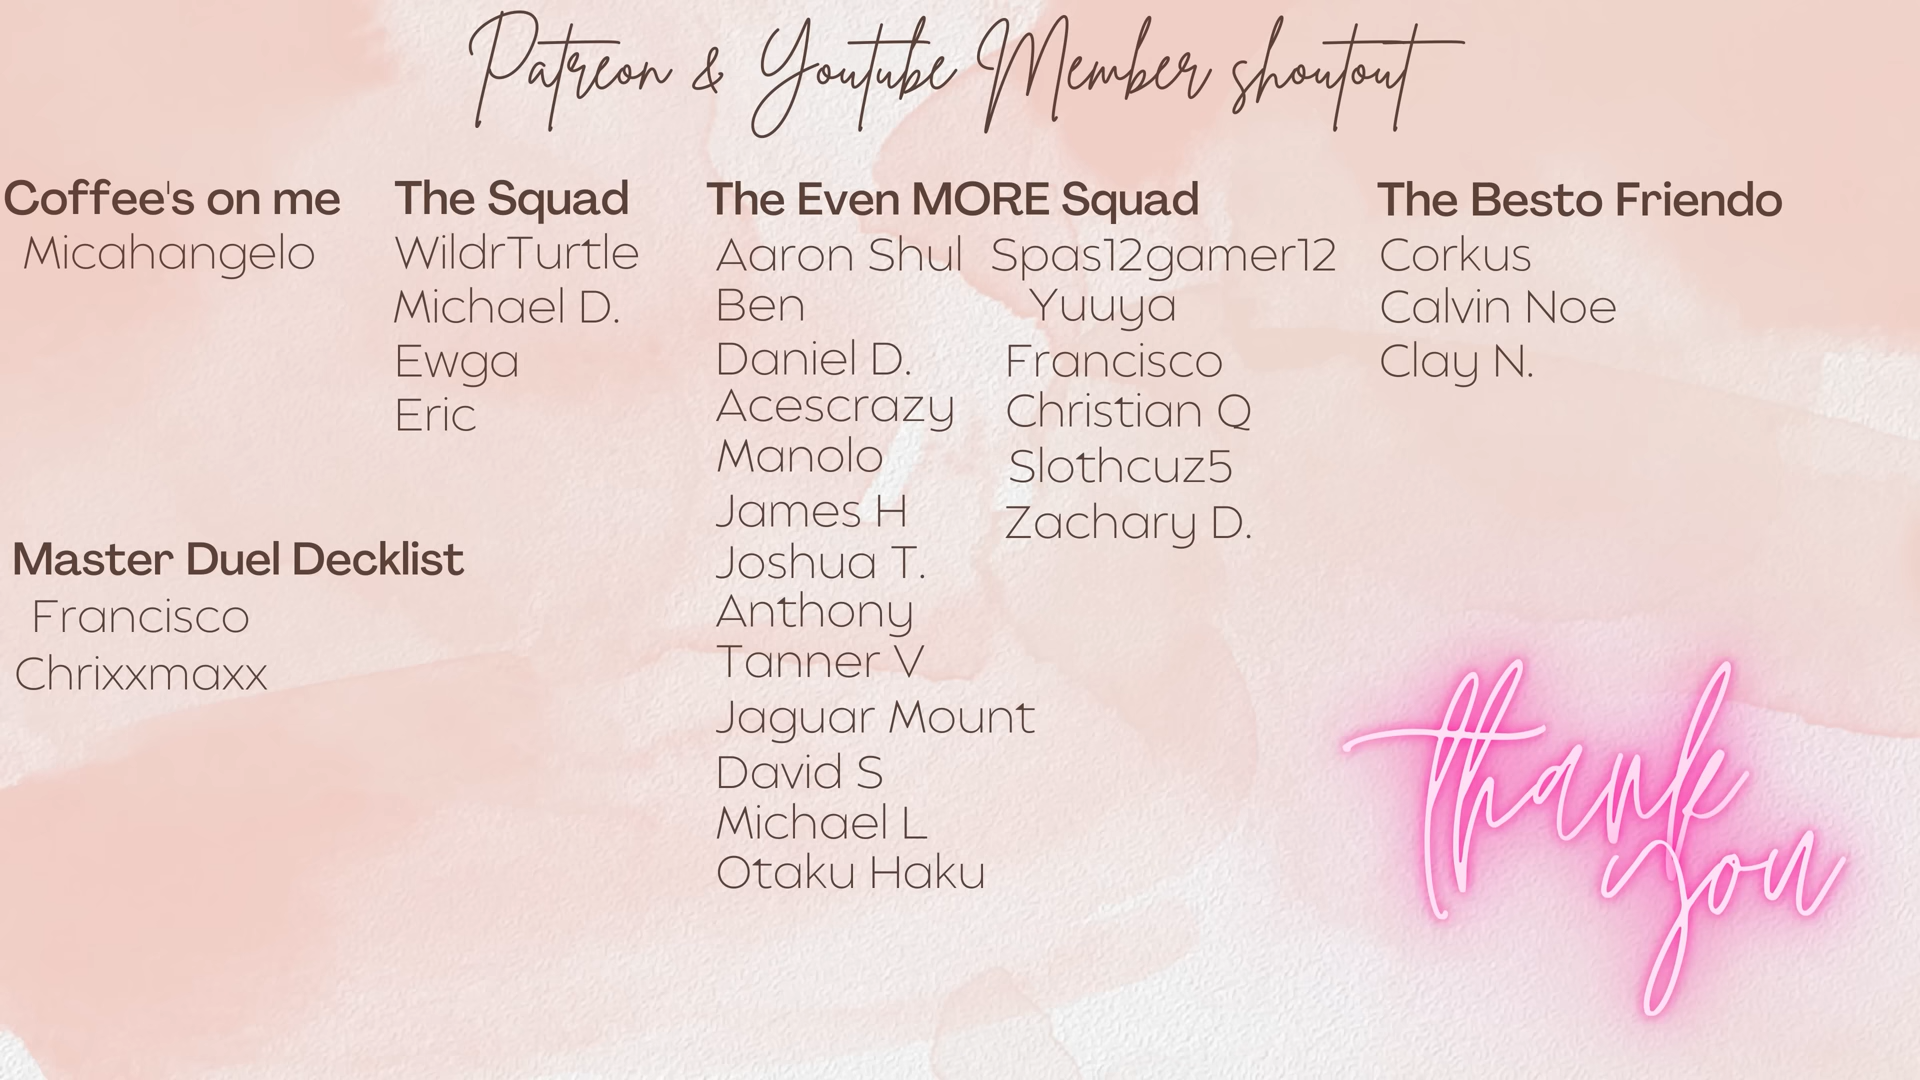 Patreon & Youtube Member shoutout
Coffee's on me
Micahangelo
The Squad
WildrTurtle
Michael D.
Ewga
Eric
The Even MORE Squad
Aaron Shul
Ben
Daniel D.
Acescrazy
Manolo
James H
Joshua T.
Anthony
Tanner V
Jaguar Mount
David S
Michael L
Otaku Haku
Spas12gamer12
Yuuya
Francisco
Christian Q
Slothcuz5
Zachary D.
The Besto Friendo
Corkus
Calvin Noe
Clay N.
Master Duel Decklist
Francisco
Chrixxmaxx
thank
you